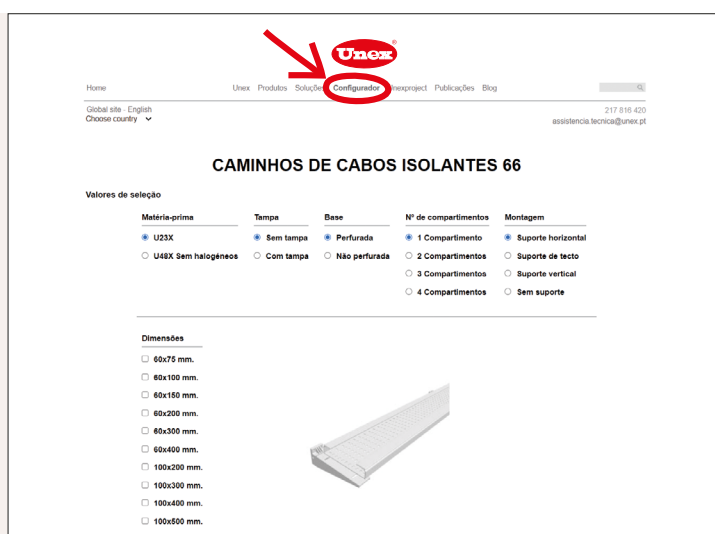 Unex®
Home Unex Produtos Soluções Configurador Unexproject Publicações Blog
Global site - English 217 816 420
Choose country assistencia.tecnica@unex.pt
CAMINHOS DE CABOS ISOLANTES 66
Valores de seleção
Matéria-prima Tampa Base Nº de compartimentos Montagem
U23X Sem tampa Perfurada 1 Compartimento Suporte horizontal
U48X Sem halogéneos Com tampa Não perfurada 2 Compartimentos Suporte de tecto
3 Compartimentos Suporte vertical
4 Compartimentos Sem suporte
Dimensões
60x75 mm.
60x100 mm.
60x150 mm.
60x200 mm.
60x300 mm.
60x400 mm.
100x200 mm.
100x300 mm.
100x400 mm.
100x500 mm.